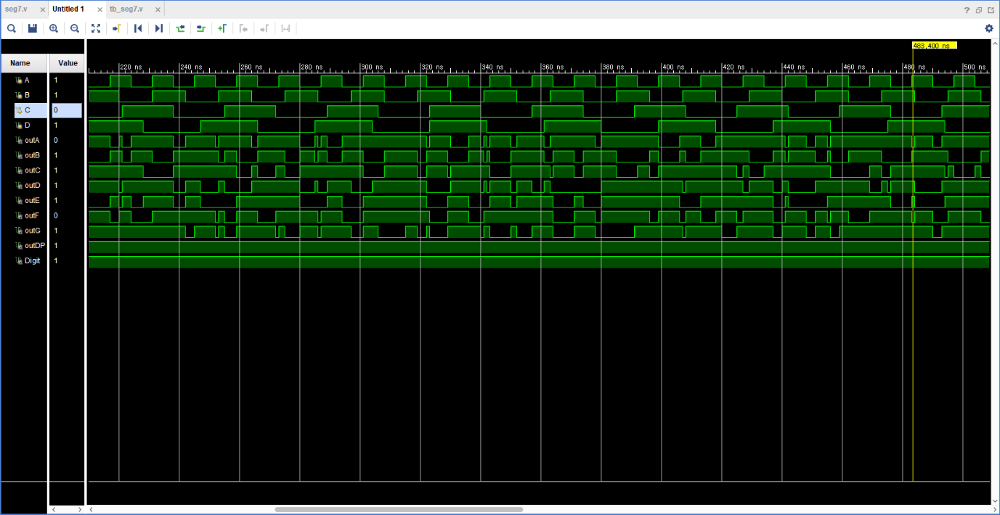 seg7.v × Untitled 1 × tb_seg7.v ×
?
483.400 ns
Name Value
220 ns 240 ns 260 ns 280 ns 300 ns 320 ns 340 ns 360 ns 380 ns 400 ns 420 ns 440 ns 460 ns 480 ns 500 ns
A 1
B 1
C 0
D 1
outA 0
outB 1
outC 1
outD 1
outE 1
outF 0
outG 1
outDP 1
Digit 1